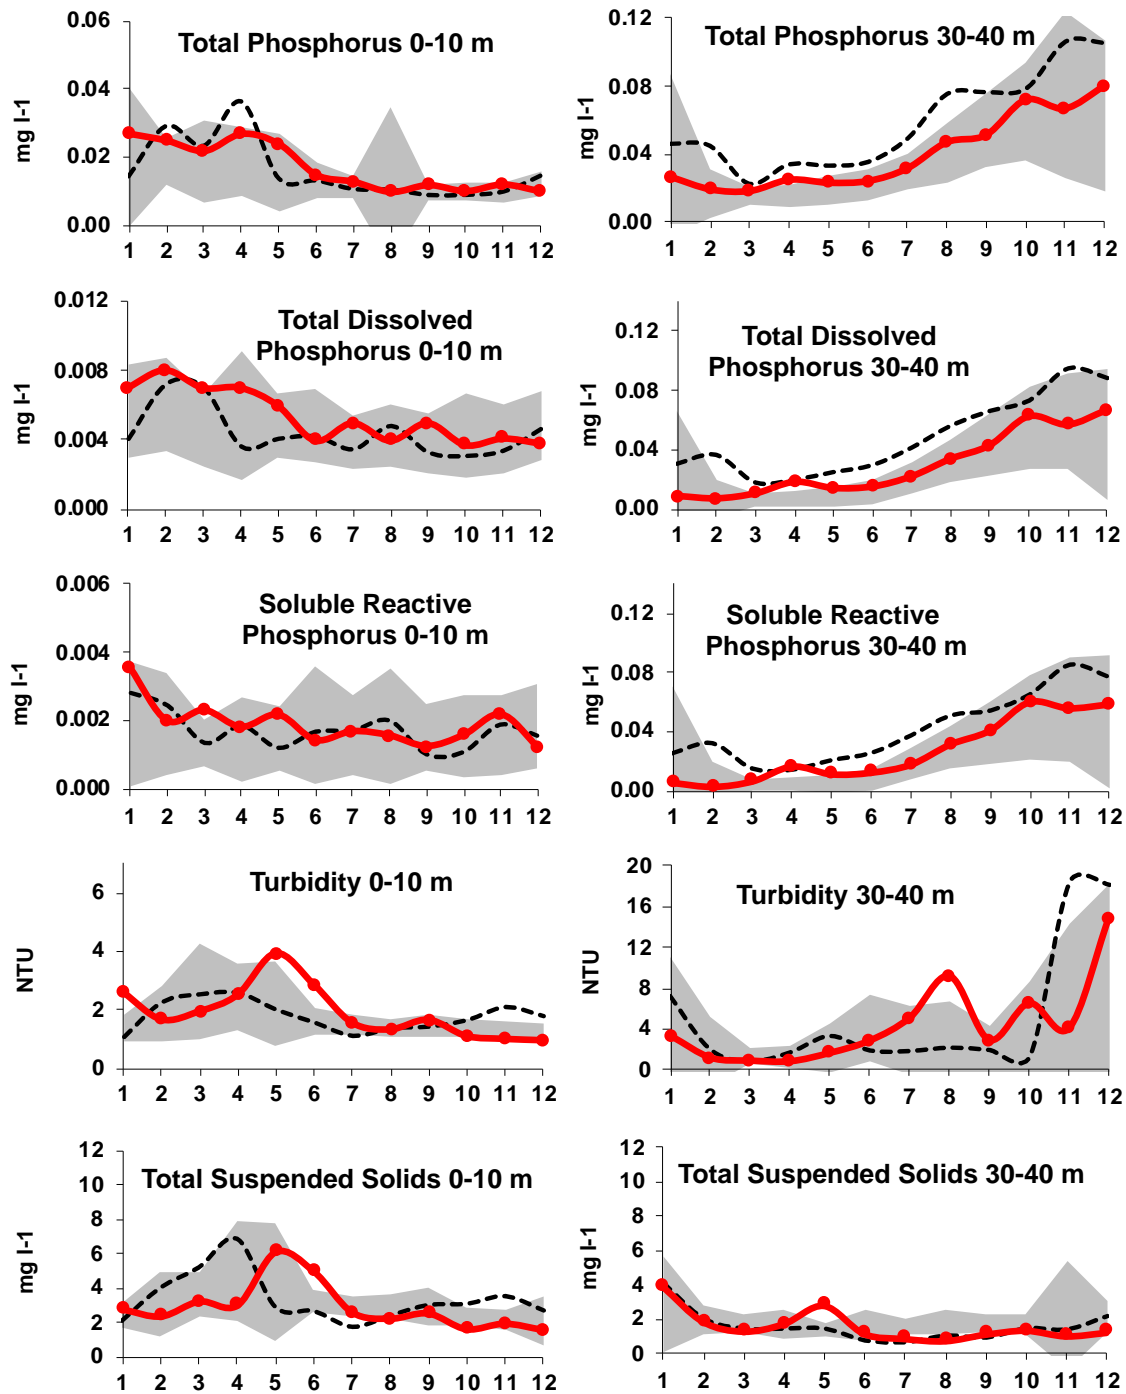 Total Phosphorus 0-10 m
mg l-1
0.06
0.04
0.02
0.00
1 2 3 4 5 6 7 8 9 10 11 12
Total Phosphorus 30-40 m
mg l-1
0.12
0.08
0.04
0.00
1 2 3 4 5 6 7 8 9 10 11 12
Total Dissolved
Phosphorus 0-10 m
mg l-1
0.012
0.008
0.004
0.000
1 2 3 4 5 6 7 8 9 10 11 12
Total Dissolved
Phosphorus 30-40 m
mg l-1
0.12
0.08
0.04
0.00
1 2 3 4 5 6 7 8 9 10 11 12
Soluble Reactive
Phosphorus 0-10 m
mg l-1
0.006
0.004
0.002
0.000
1 2 3 4 5 6 7 8 9 10 11 12
Soluble Reactive
Phosphorus 30-40 m
mg l-1
0.12
0.08
0.04
0.00
1 2 3 4 5 6 7 8 9 10 11 12
Turbidity 0-10 m
NTU
6
4
2
0
1 2 3 4 5 6 7 8 9 10 11 12
Turbidity 30-40 m
NTU
20
16
12
8
4
0
1 2 3 4 5 6 7 8 9 10 11 12
Total Suspended Solids 0-10 m
mg l-1
12
10
8
6
4
2
0
1 2 3 4 5 6 7 8 9 10 11 12
Total Suspended Solids 30-40 m
mg l-1
12
10
8
6
4
2
0
1 2 3 4 5 6 7 8 9 10 11 12